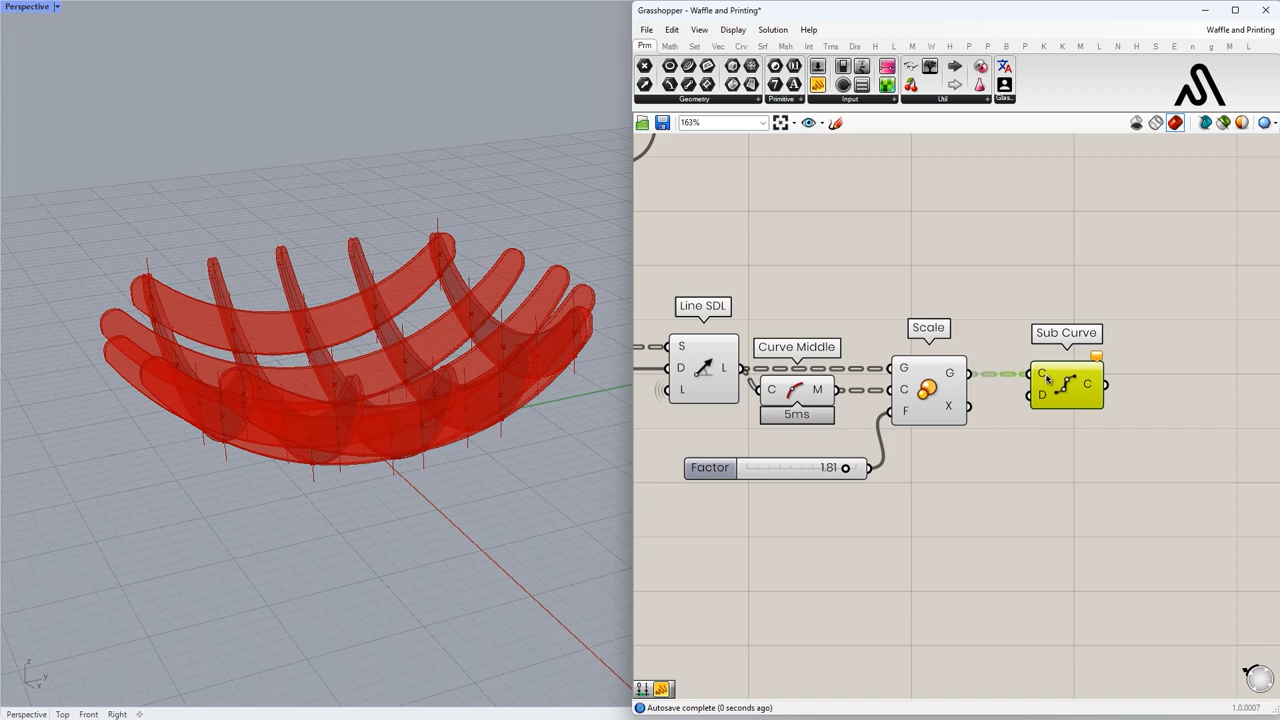 Perspective
Grasshopper - Waffle and Printing*
File Edit View Display Solution Help
Waffle and Printing
Prm Math Set Vec Crv Srf Msh Int Trns Dis H L M W H L P P B P K K K M L N H S E n g M L
Geometry Primitive Input Util Glas..
163%
Line SDL
S
D L
L
Curve Middle
C M
5ms
Scale
G G
C
F X
Sub Curve
C
D C
Factor 1.81
z
y
x
Perspective Top Front Right
Autosave complete (0 seconds ago)
1.0.0007